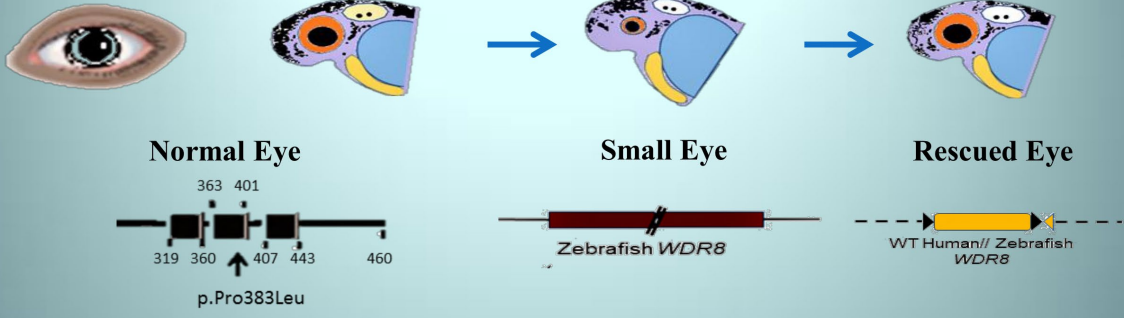 Normal Eye
Small Eye
Rescued Eye
363 401
319 360 407 443 460
p.Pro383Leu
Zebrafish WDR8
WT Human// Zebrafish
WDR8